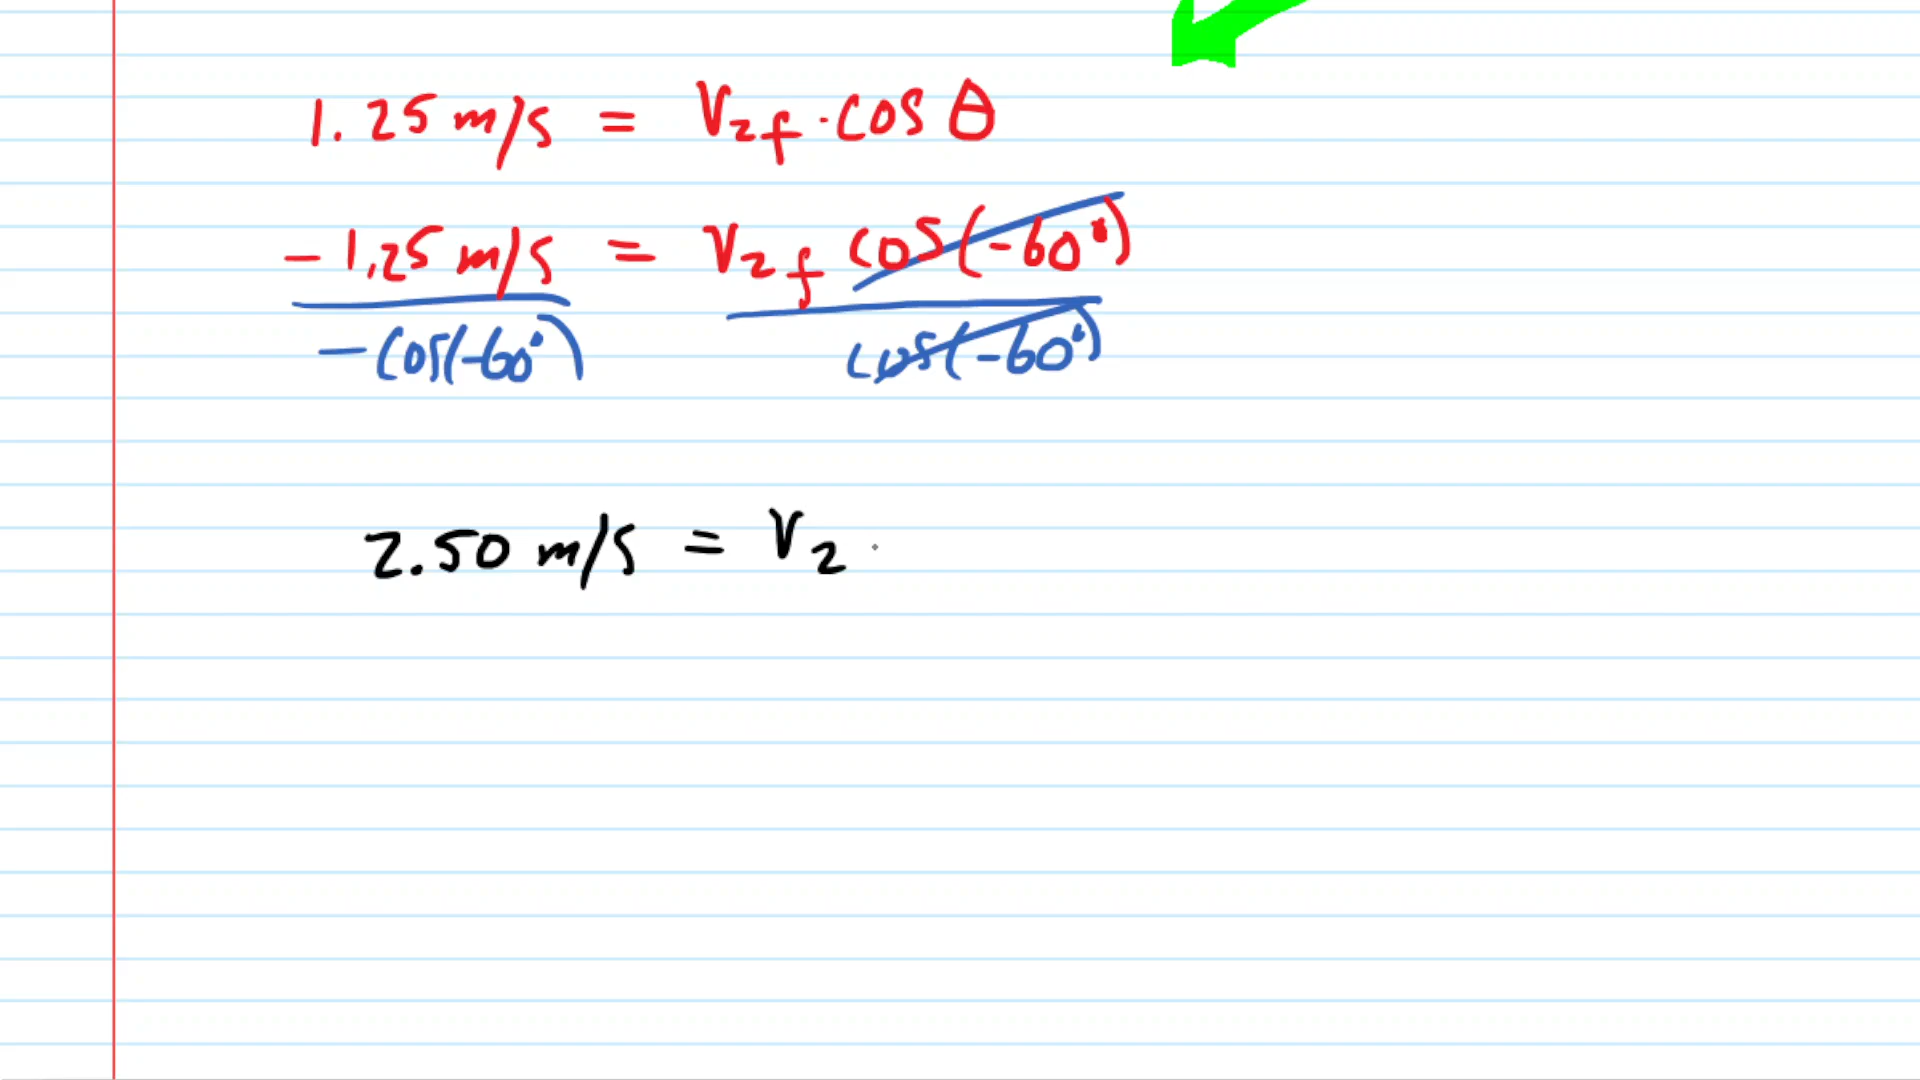 1.25 m/s = V2f · cos θ
- 1.25 m/s = V2f cos(-60°)
- cos(-60°) cos(-60°)
2.50 m/s = V2